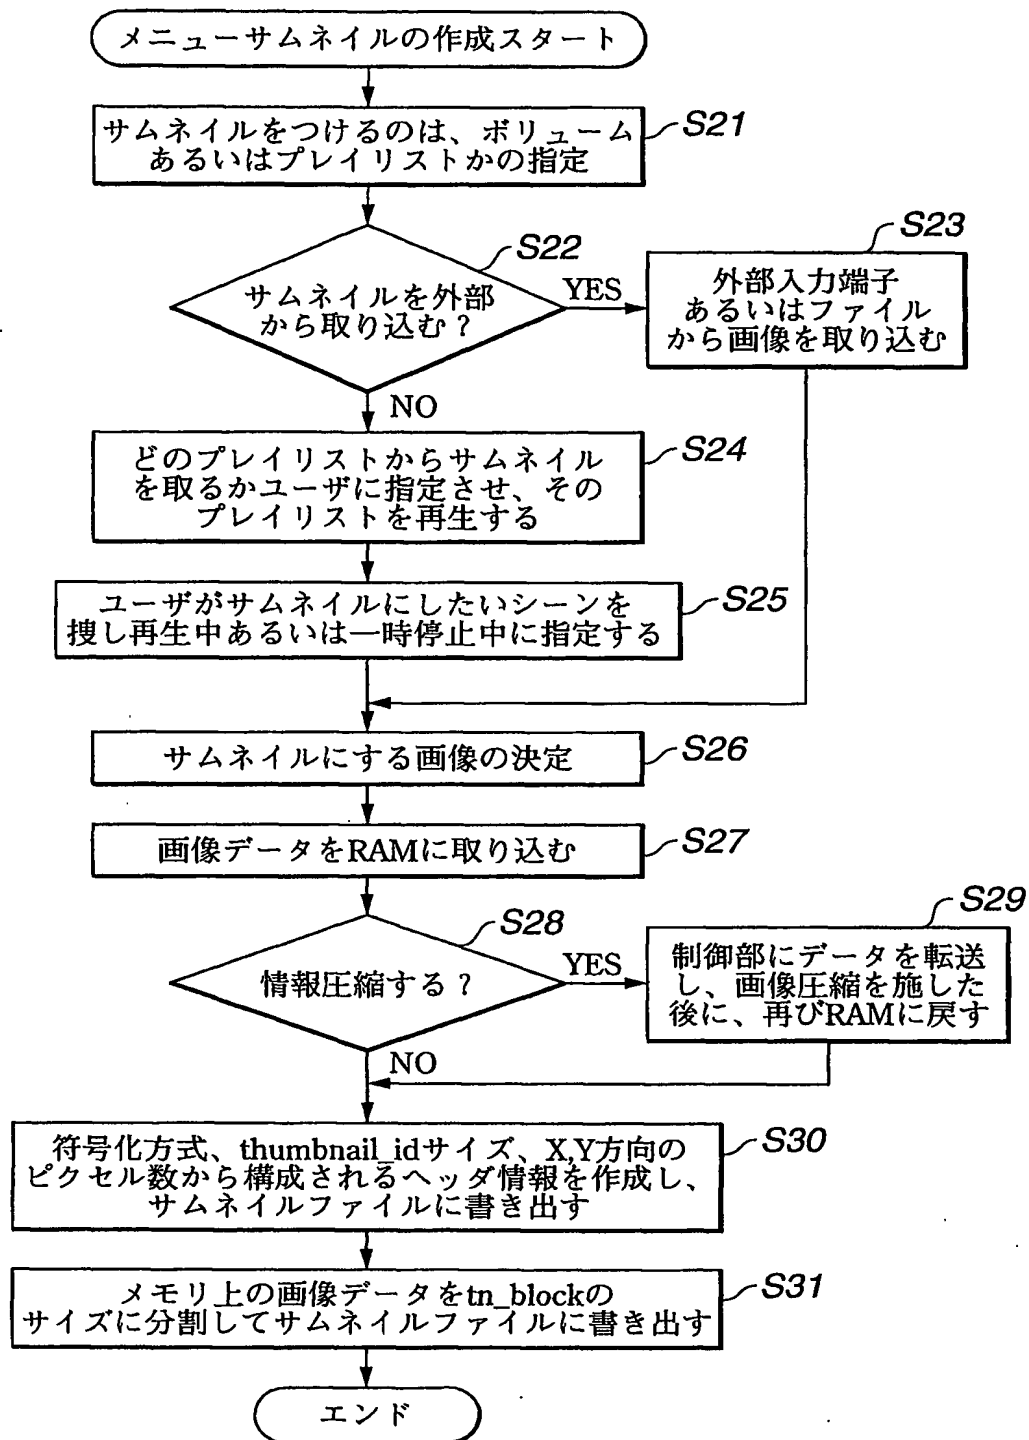 メニューサムネイルの作成スタート
サムネイルをつけるのは、ボリューム
あるいはプレイリストかの指定
S21
S22
サムネイルを外部
から取り込む?
YES
S23
外部入力端子
あるいはファイル
から画像を取り込む
NO
どのプレイリストからサムネイル
を取るかユーザに指定させ、その
プレイリストを再生する
S24
ユーザがサムネイルにしたいシーンを
捜し再生中あるいは一時停止中に指定する
S25
サムネイルにする画像の決定
S26
画像データをRAMに取り込む
S27
S28
情報圧縮する?
YES
S29
制御部にデータを転送
し、画像圧縮を施した
後に、再びRAMに戻す
NO
符号化方式、thumbnail_idサイズ、X,Y方向の
ピクセル数から構成されるヘッダ情報を作成し、
サムネイルファイルに書き出す
S30
メモリ上の画像データをtn_blockの
サイズに分割してサムネイルファイルに書き出す
S31
エンド